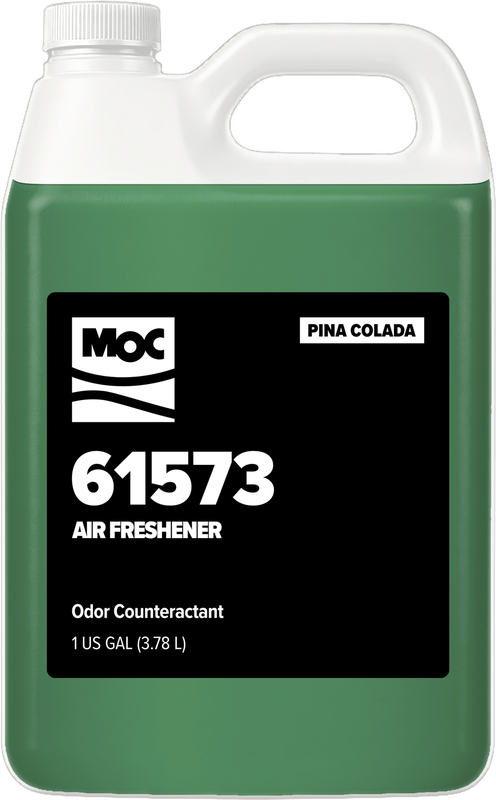 MOC
PINA COLADA
61573
AIR FRESHENER
Odor Counteractant
1 US GAL (3.78 L)